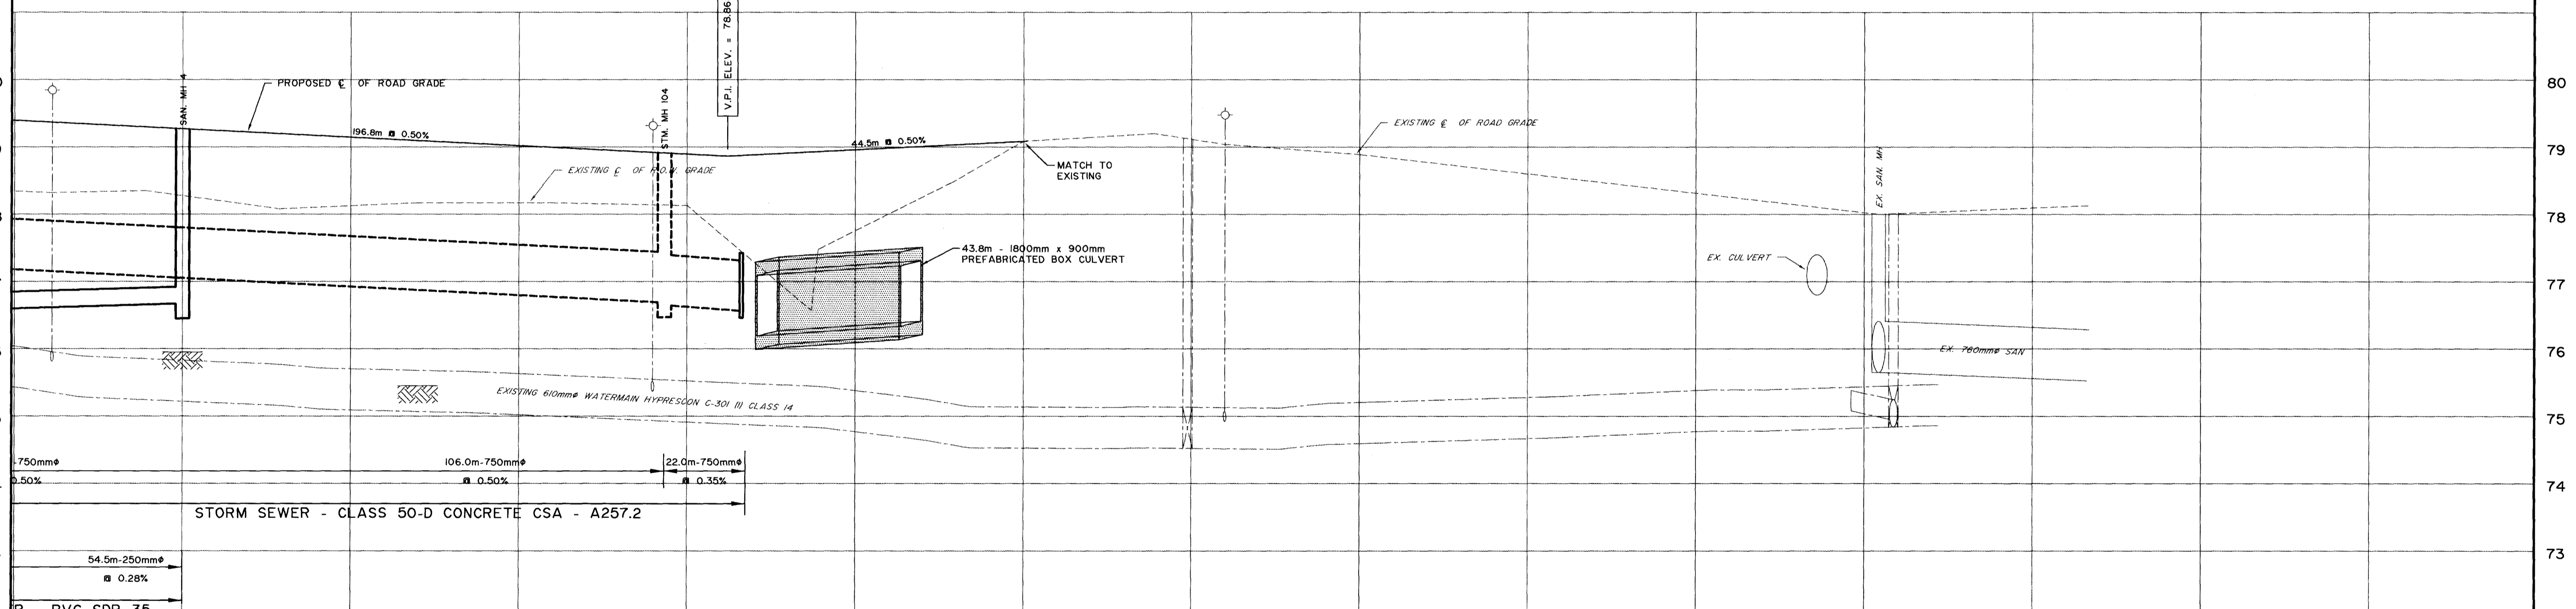 V.P.I. ELEV. = 78.86
80
SAN. MH 4
PROPOSED ℄ OF ROAD GRADE
STM. MH 104
EXISTING ℄ OF ROAD GRADE
196.8m @ 0.50%
44.5m @ 0.50%
79
EXISTING ℄ OF R.O.W. GRADE
MATCH TO
EXISTING
EX. SAN. MH
78
43.8m - 1800mm x 900mm
PREFABRICATED BOX CULVERT
EX. CULVERT
77
EX. 760mmø SAN
76
EXISTING 610mmø WATERMAIN HYPRESCON C-301 III CLASS 14
75
-750mmø
106.0m-750mmø
22.0m-750mmø
0.50%
@ 0.50%
@ 0.35%
74
STORM SEWER - CLASS 50-D CONCRETE CSA - A257.2
54.5m-250mmø
73
@ 0.28%
R - PVC SDR 35